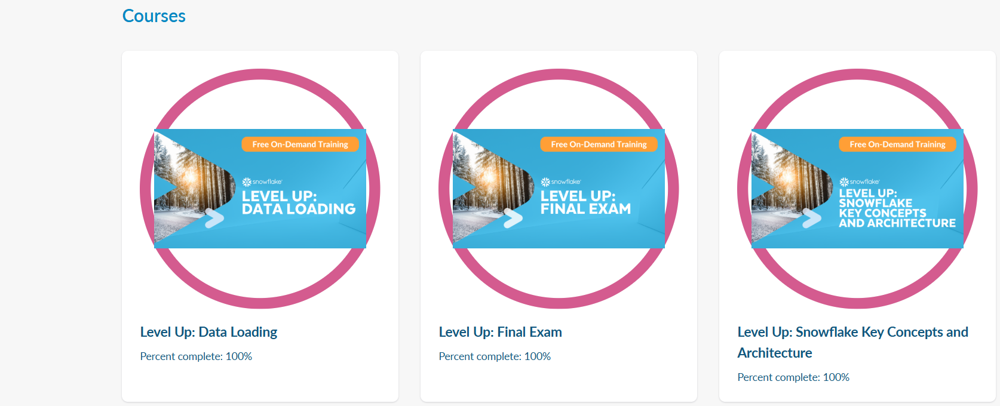 Courses
Free On-Demand Training
snowflake
LEVEL UP:
DATA LOADING
Level Up: Data Loading
Percent complete: 100%
Free On-Demand Training
snowflake
LEVEL UP:
FINAL EXAM
Level Up: Final Exam
Percent complete: 100%
Free On-Demand Training
snowflake
LEVEL UP:
SNOWFLAKE
KEY CONCEPTS
AND ARCHITECTURE
Level Up: Snowflake Key Concepts and
Architecture
Percent complete: 100%